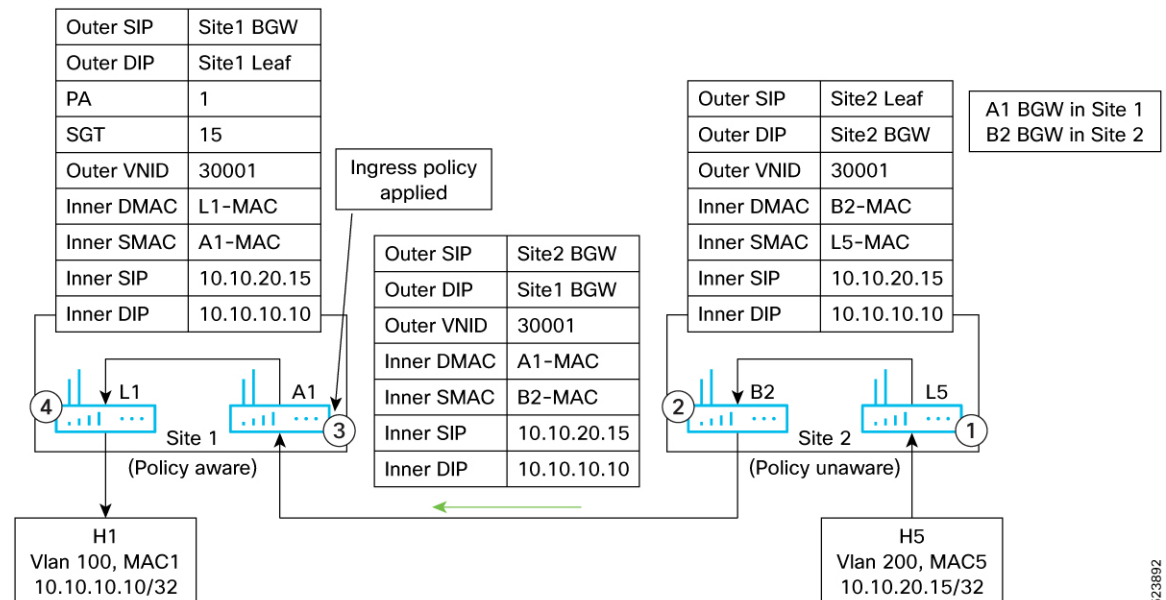 Outer SIP Site1 BGW
Outer DIP Site1 Leaf
PA 1
SGT 15
Outer VNID 30001
Inner DMAC L1-MAC
Inner SMAC A1-MAC
Inner SIP 10.10.20.15
Inner DIP 10.10.10.10
Ingress policy
applied
Outer SIP Site2 BGW
Outer DIP Site1 BGW
Outer VNID 30001
Inner DMAC A1-MAC
Inner SMAC B2-MAC
Inner SIP 10.10.20.15
Inner DIP 10.10.10.10
Outer SIP Site2 Leaf
Outer DIP Site2 BGW
Outer VNID 30001
Inner DMAC B2-MAC
Inner SMAC L5-MAC
Inner SIP 10.10.20.15
Inner DIP 10.10.10.10
A1 BGW in Site 1
B2 BGW in Site 2
4 L1 A1 3
Site 1
(Policy aware)
2 B2 L5 1
Site 2
(Policy unaware)
H1
Vlan 100, MAC1
10.10.10.10/32
H5
Vlan 200, MAC5
10.10.20.15/32